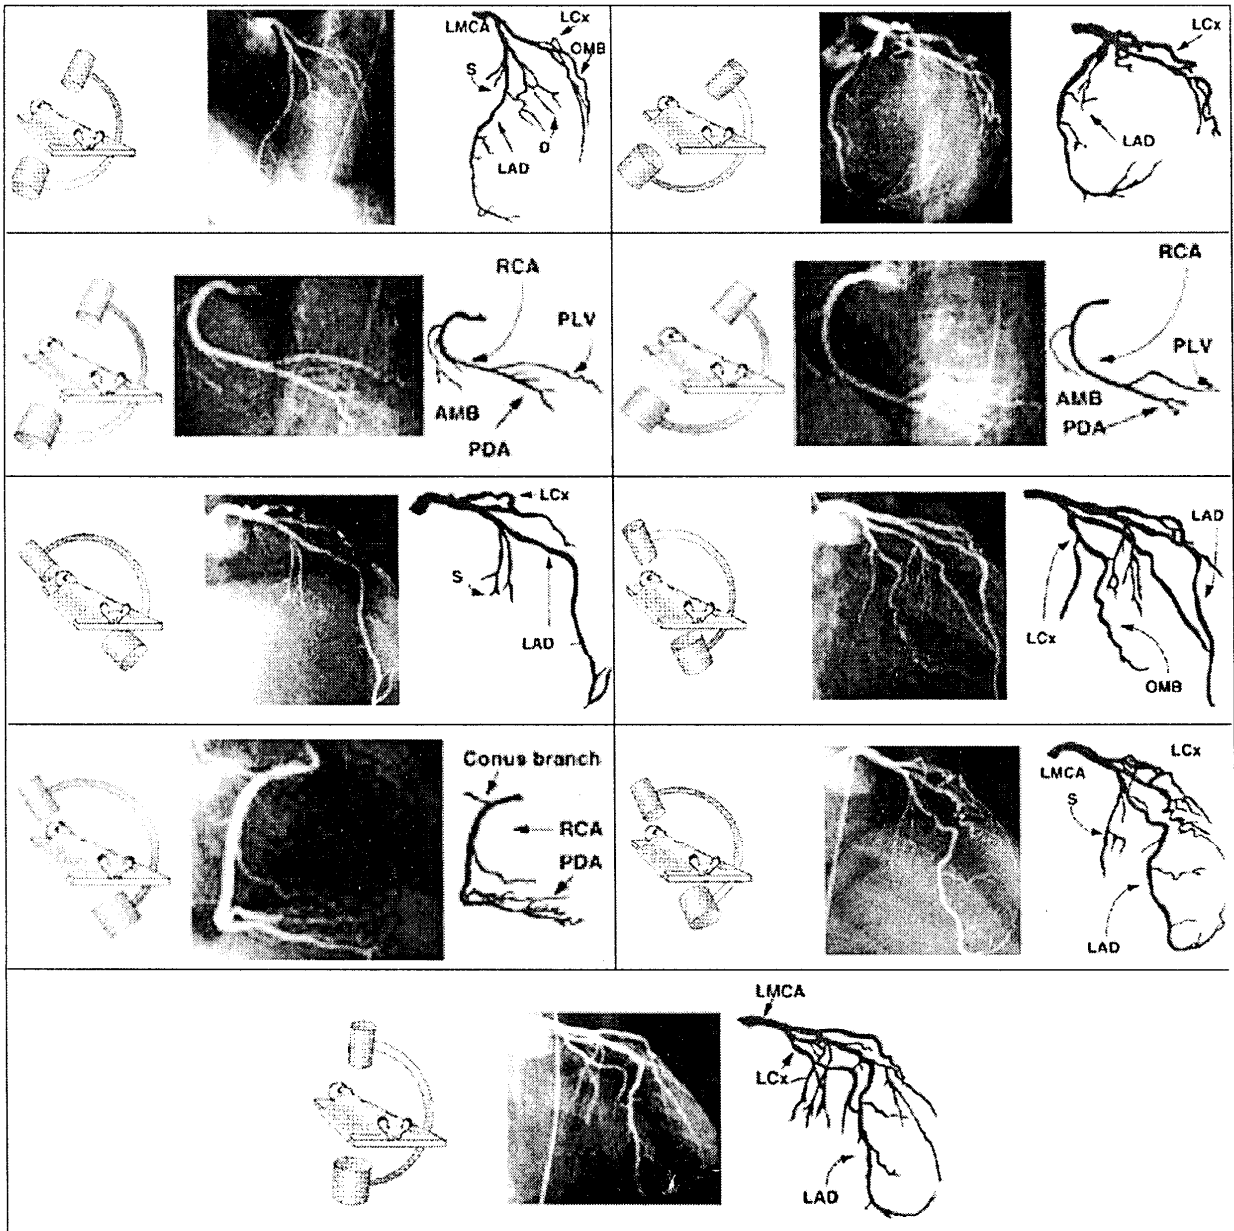 LMCA
LCx
OMB
S
D
LAD
LCx
LAD
RCA
PLV
AMB
PDA
RCA
PLV
AMB
PDA
LCx
S
LAD
LAD
LCx
OMB
Conus branch
RCA
PDA
LCx
LMCA
S
LAD
LMCA
LCx
LAD